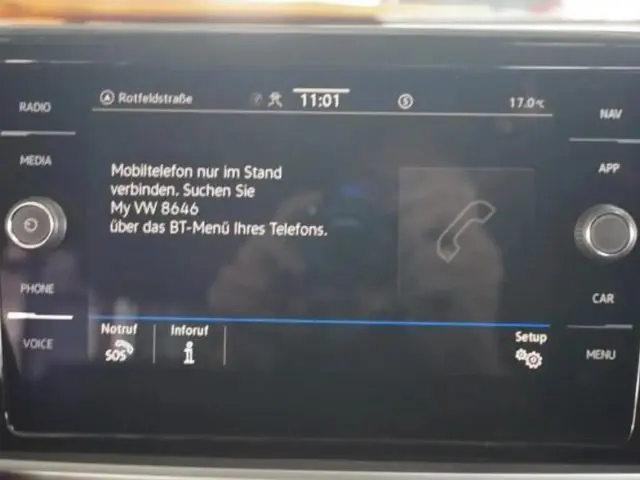 RADIO
MEDIA
PHONE
VOICE
Rotfeldstraße
11:01
17.0°C
Mobiltelefon nur im Stand
verbinden. Suchen Sie
My VW 8646
über das BT-Menü Ihres Telefons.
Notruf
SOS
Inforuf
Setup
NAV
APP
CAR
MENU